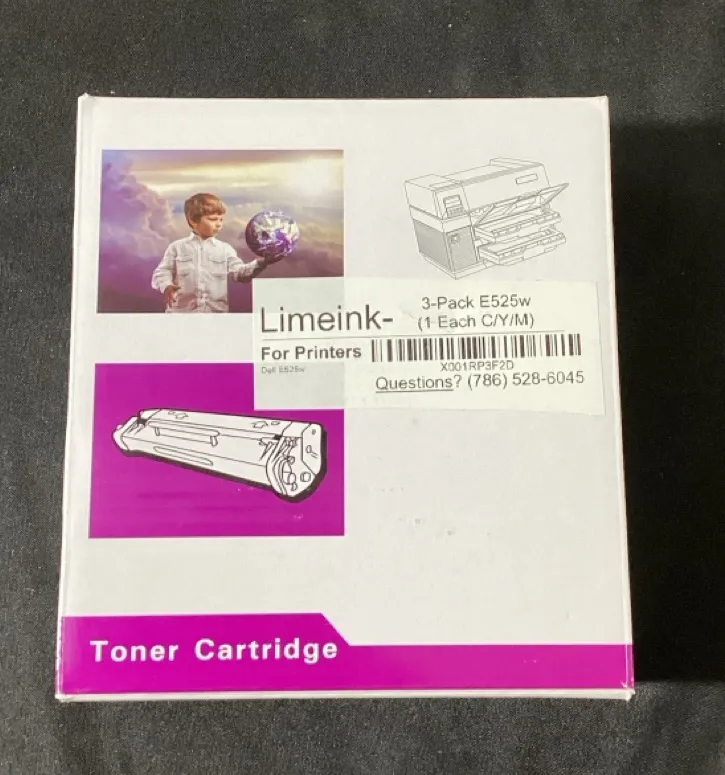 Limeink-
3-Pack E525w
(1 Each C/Y/M)
For Printers
Dell E525w
X001RP3F2D
Questions? (786) 528-6045
Toner Cartridge